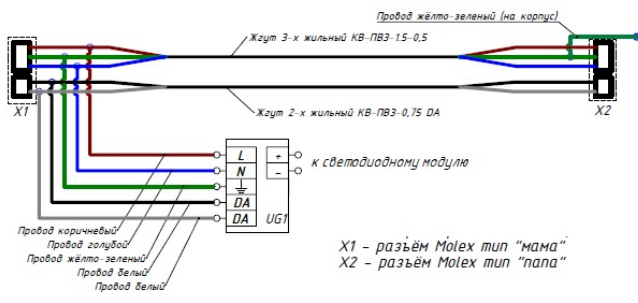 Провод жёлто-зеленый (на корпус)
Жгут 3-х жильный КВ-ПВ3-1.5-0,5
X1
X2
Жгут 2-х жильный КВ-ПВ3-0,75 DA
L
N
DA
DA
+
−
UG1
к светодиодному модулю
Провод коричневый
Провод голубой
Провод жёлто-зеленый
Провод белый
Провод белый
X1 - разъём Molex тип "мама"
X2 - разъём Molex тип "папа"